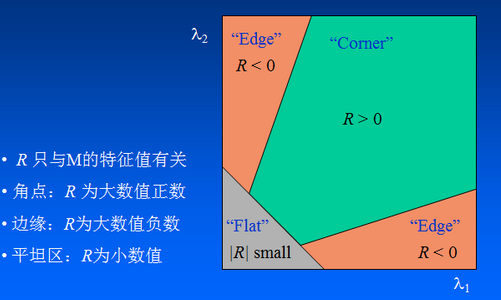 λ2
“Edge”
R < 0
“Corner”
R > 0
• R 只与M的特征值有关
• 角点：R 为大数值正数
• 边缘：R为大数值负数
• 平坦区：R为小数值
“Flat”
|R| small
“Edge”
R < 0
λ1